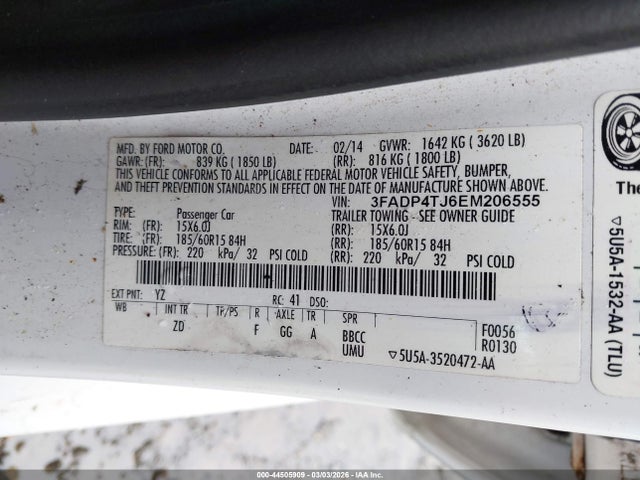 MFD. BY FORD MOTOR CO. DATE: 02/14 GVWR: 1642 KG ( 3620 LB)
GAWR: (FR): 839 KG ( 1850 LB) (RR): 816 KG ( 1800 LB)
THIS VEHICLE CONFORMS TO ALL APPLICABLE FEDERAL MOTOR VEHICLE SAFETY, BUMPER,
AND THEFT PREVENTION STANDARDS IN EFFECT ON THE DATE OF MANUFACTURE SHOWN ABOVE.
VIN: 3FADP4TJ6EM206555
TYPE: Passenger Car TRAILER TOWING - SEE OWNER GUIDE
RIM: (FR): 15X6.0J (RR): 15X6.0J
TIRE: (FR): 185/60R15 84H (RR): 185/60R15 84H
PRESSURE: (FR): 220 kPa/ 32 PSI COLD (RR): 220 kPa/ 32 PSI COLD
EXT PNT: YZ RC: 41 DSO:
WB INT TR TP/PS R AXLE TR SPR
ZD F GG A BBCC F0056
UMU R0130
▽5U5A-3520472-AA
The
▽5U5A-1532-AA (TLU)
000-44505909 - 03/03/2026 - IAA Inc.